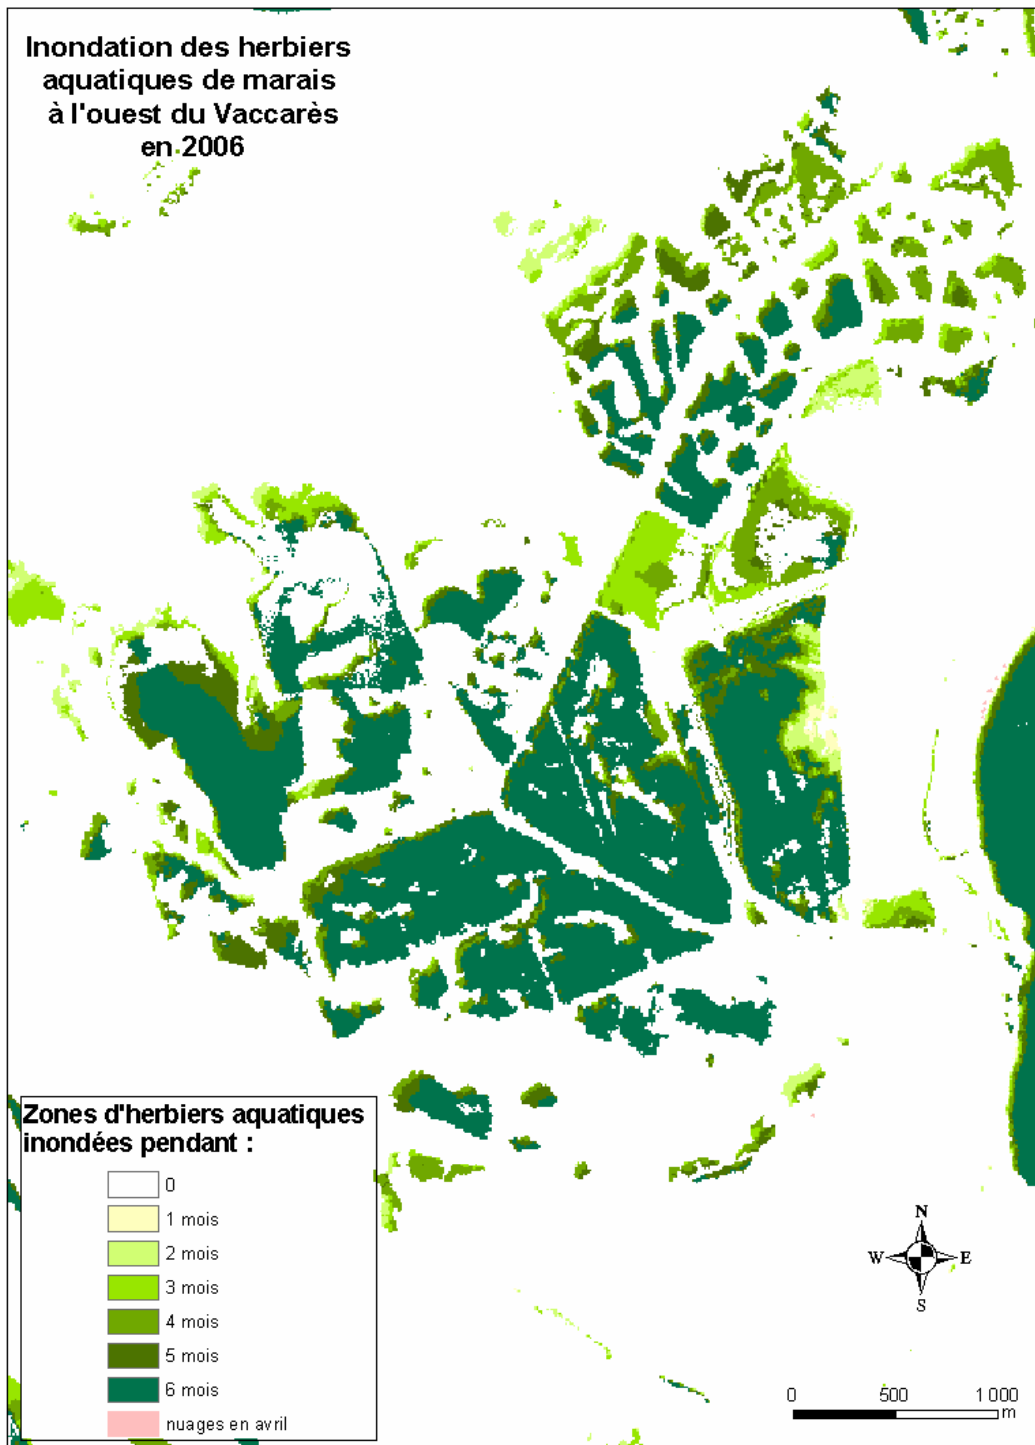 Inondation des herbiers
aquatiques de marais
à l'ouest du Vaccarès
en 2006
Zones d'herbiers aquatiques
inondées pendant :
0
1 mois
2 mois
3 mois
4 mois
5 mois
6 mois
nuages en avril
N
W
E
S
0 500 1 000
m